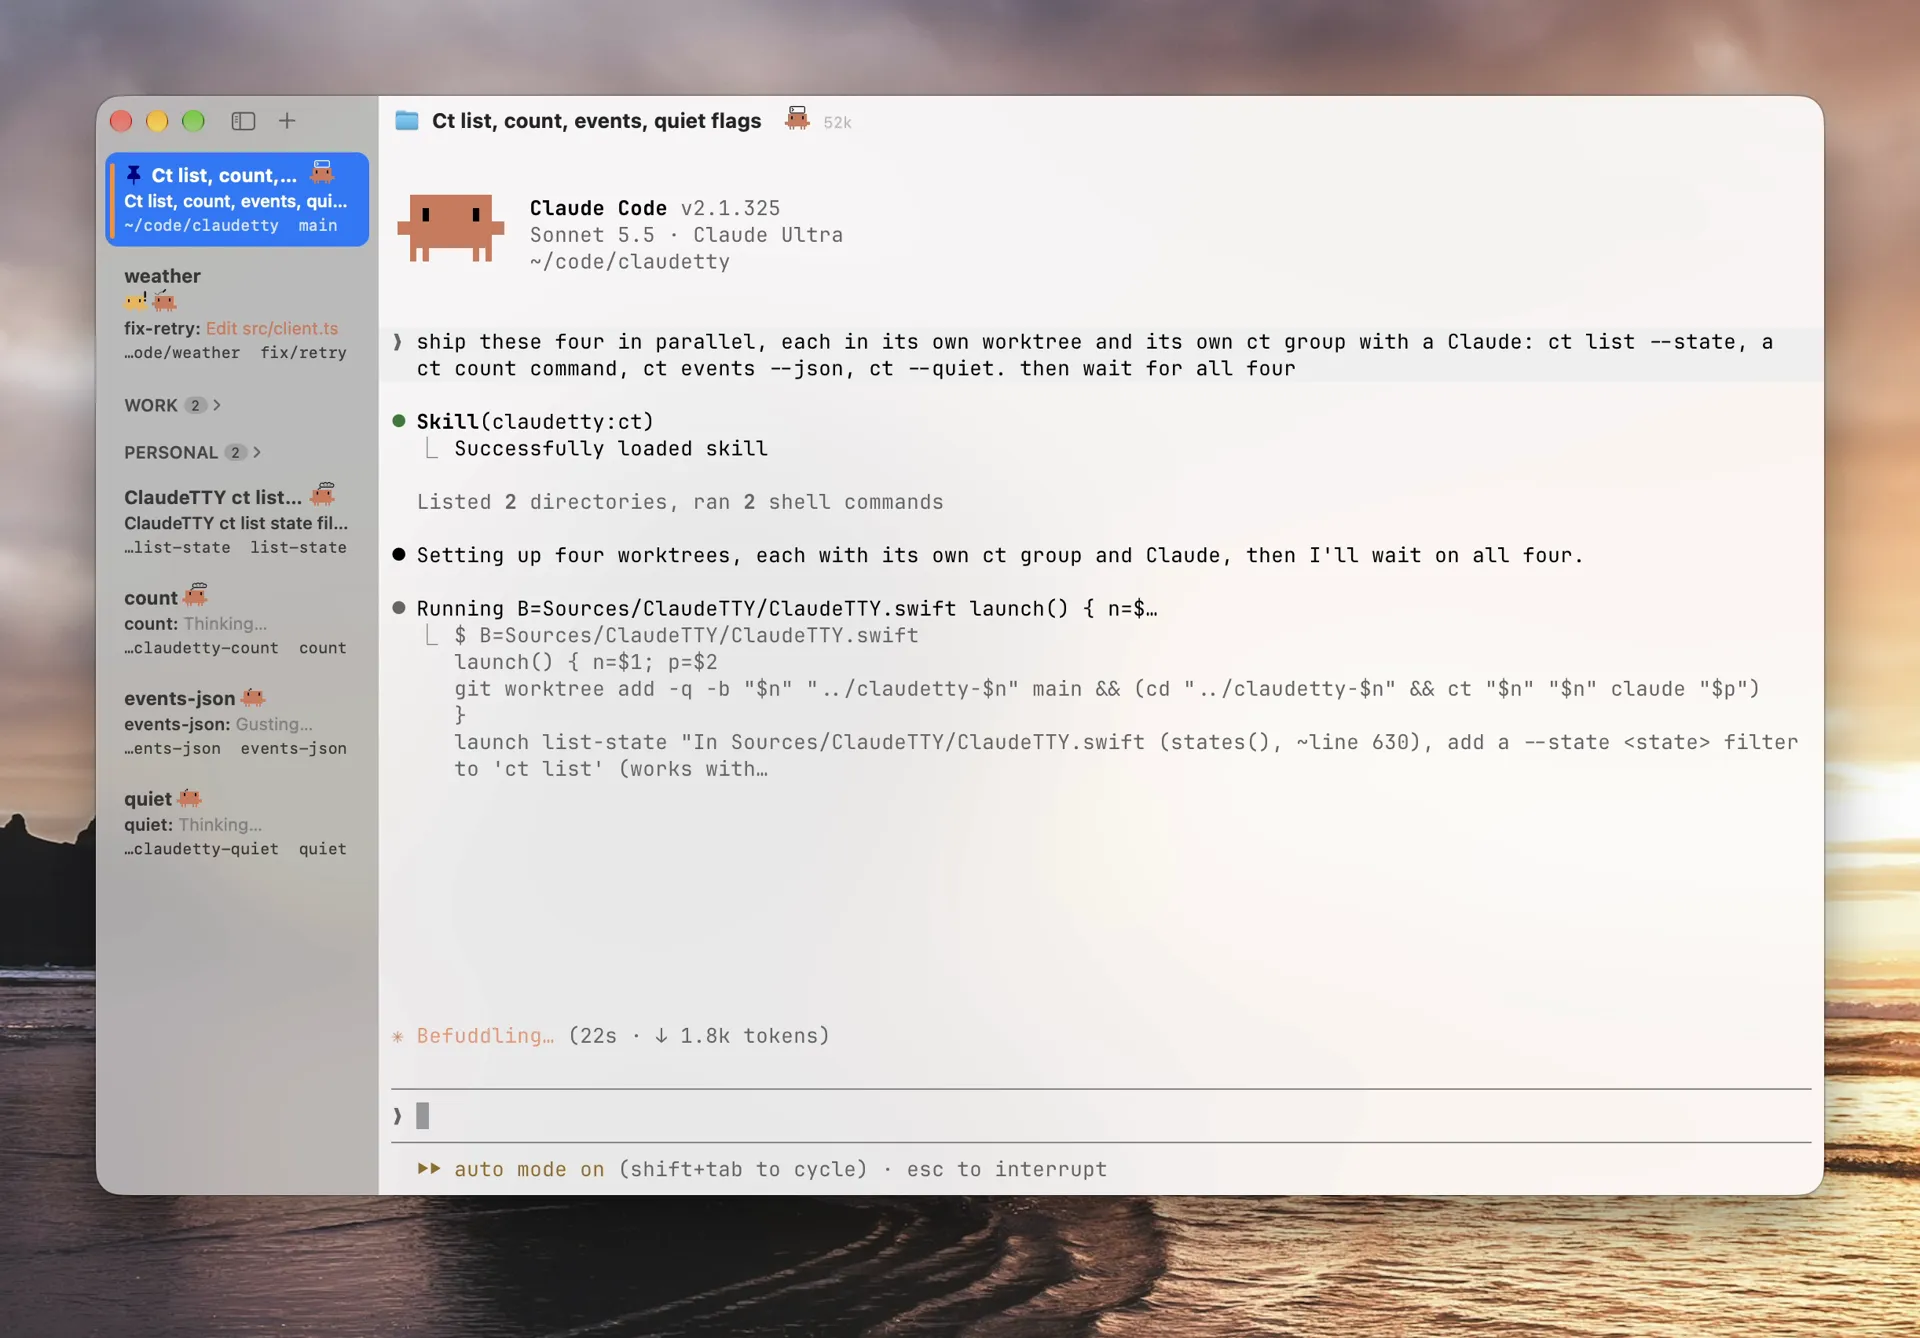 Ct list, count,...
Ct list, count, events, qui...
~/code/claudetty main
weather
fix-retry: Edit src/client.ts
…ode/weather fix/retry
WORK 2 >
PERSONAL 2 >
ClaudeTTY ct list...
ClaudeTTY ct list state fil...
…list-state list-state
count
count: Thinking...
…claudetty-count count
events-json
events-json: Gusting...
…ents-json events-json
quiet
quiet: Thinking...
…claudetty-quiet quiet
Ct list, count, events, quiet flags 52k
Claude Code v2.1.325
Sonnet 5.5 · Claude Ultra
~/code/claudetty
❯ ship these four in parallel, each in its own worktree and its own ct group with a Claude: ct list --state, a
ct count command, ct events --json, ct --quiet. then wait for all four
● Skill(claudetty:ct)
⎿ Successfully loaded skill
Listed 2 directories, ran 2 shell commands
● Setting up four worktrees, each with its own ct group and Claude, then I'll wait on all four.
● Running B=Sources/ClaudeTTY/ClaudeTTY.swift launch() { n=$…
⎿ $ B=Sources/ClaudeTTY/ClaudeTTY.swift
launch() { n=$1; p=$2
git worktree add -q -b "$n" "../claudetty-$n" main && (cd "../claudetty-$n" && ct "$n" "$n" claude "$p")
}
launch list-state "In Sources/ClaudeTTY/ClaudeTTY.swift (states(), ~line 630), add a --state <state> filter
to 'ct list' (works with…
✳ Befuddling… (22s · ↓ 1.8k tokens)
❯
⏵⏵ auto mode on (shift+tab to cycle) · esc to interrupt